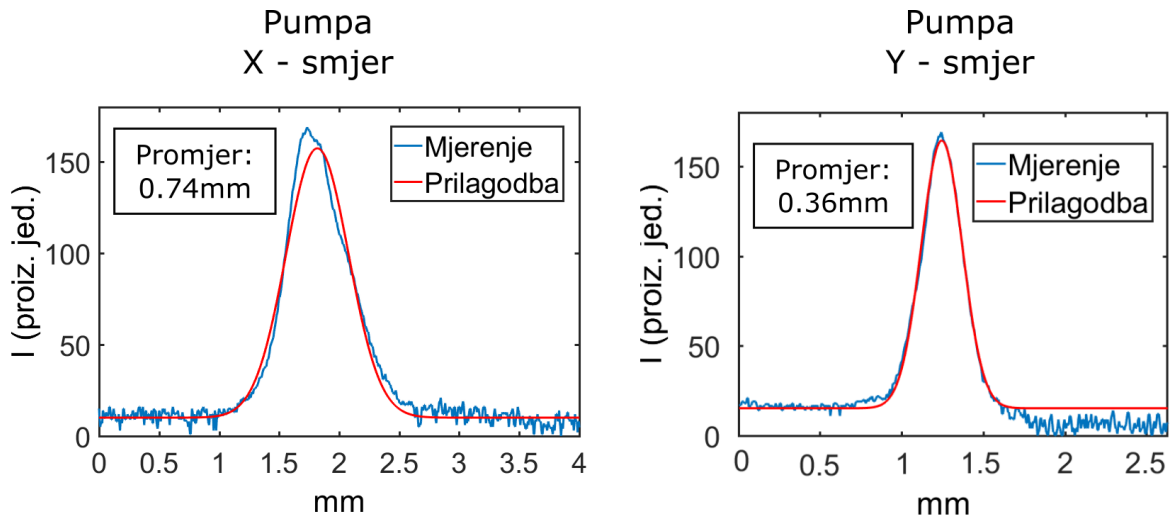 Pumpa
X - smjer
Promjer:
0.74mm
Mjerenje
Prilagodba
I (proiz. jed.)
150
100
50
0
0 0.5 1 1.5 2 2.5 3 3.5 4
mm
Pumpa
Y - smjer
Promjer:
0.36mm
Mjerenje
Prilagodba
I (proiz. jed.)
150
100
50
0
0 0.5 1 1.5 2 2.5
mm